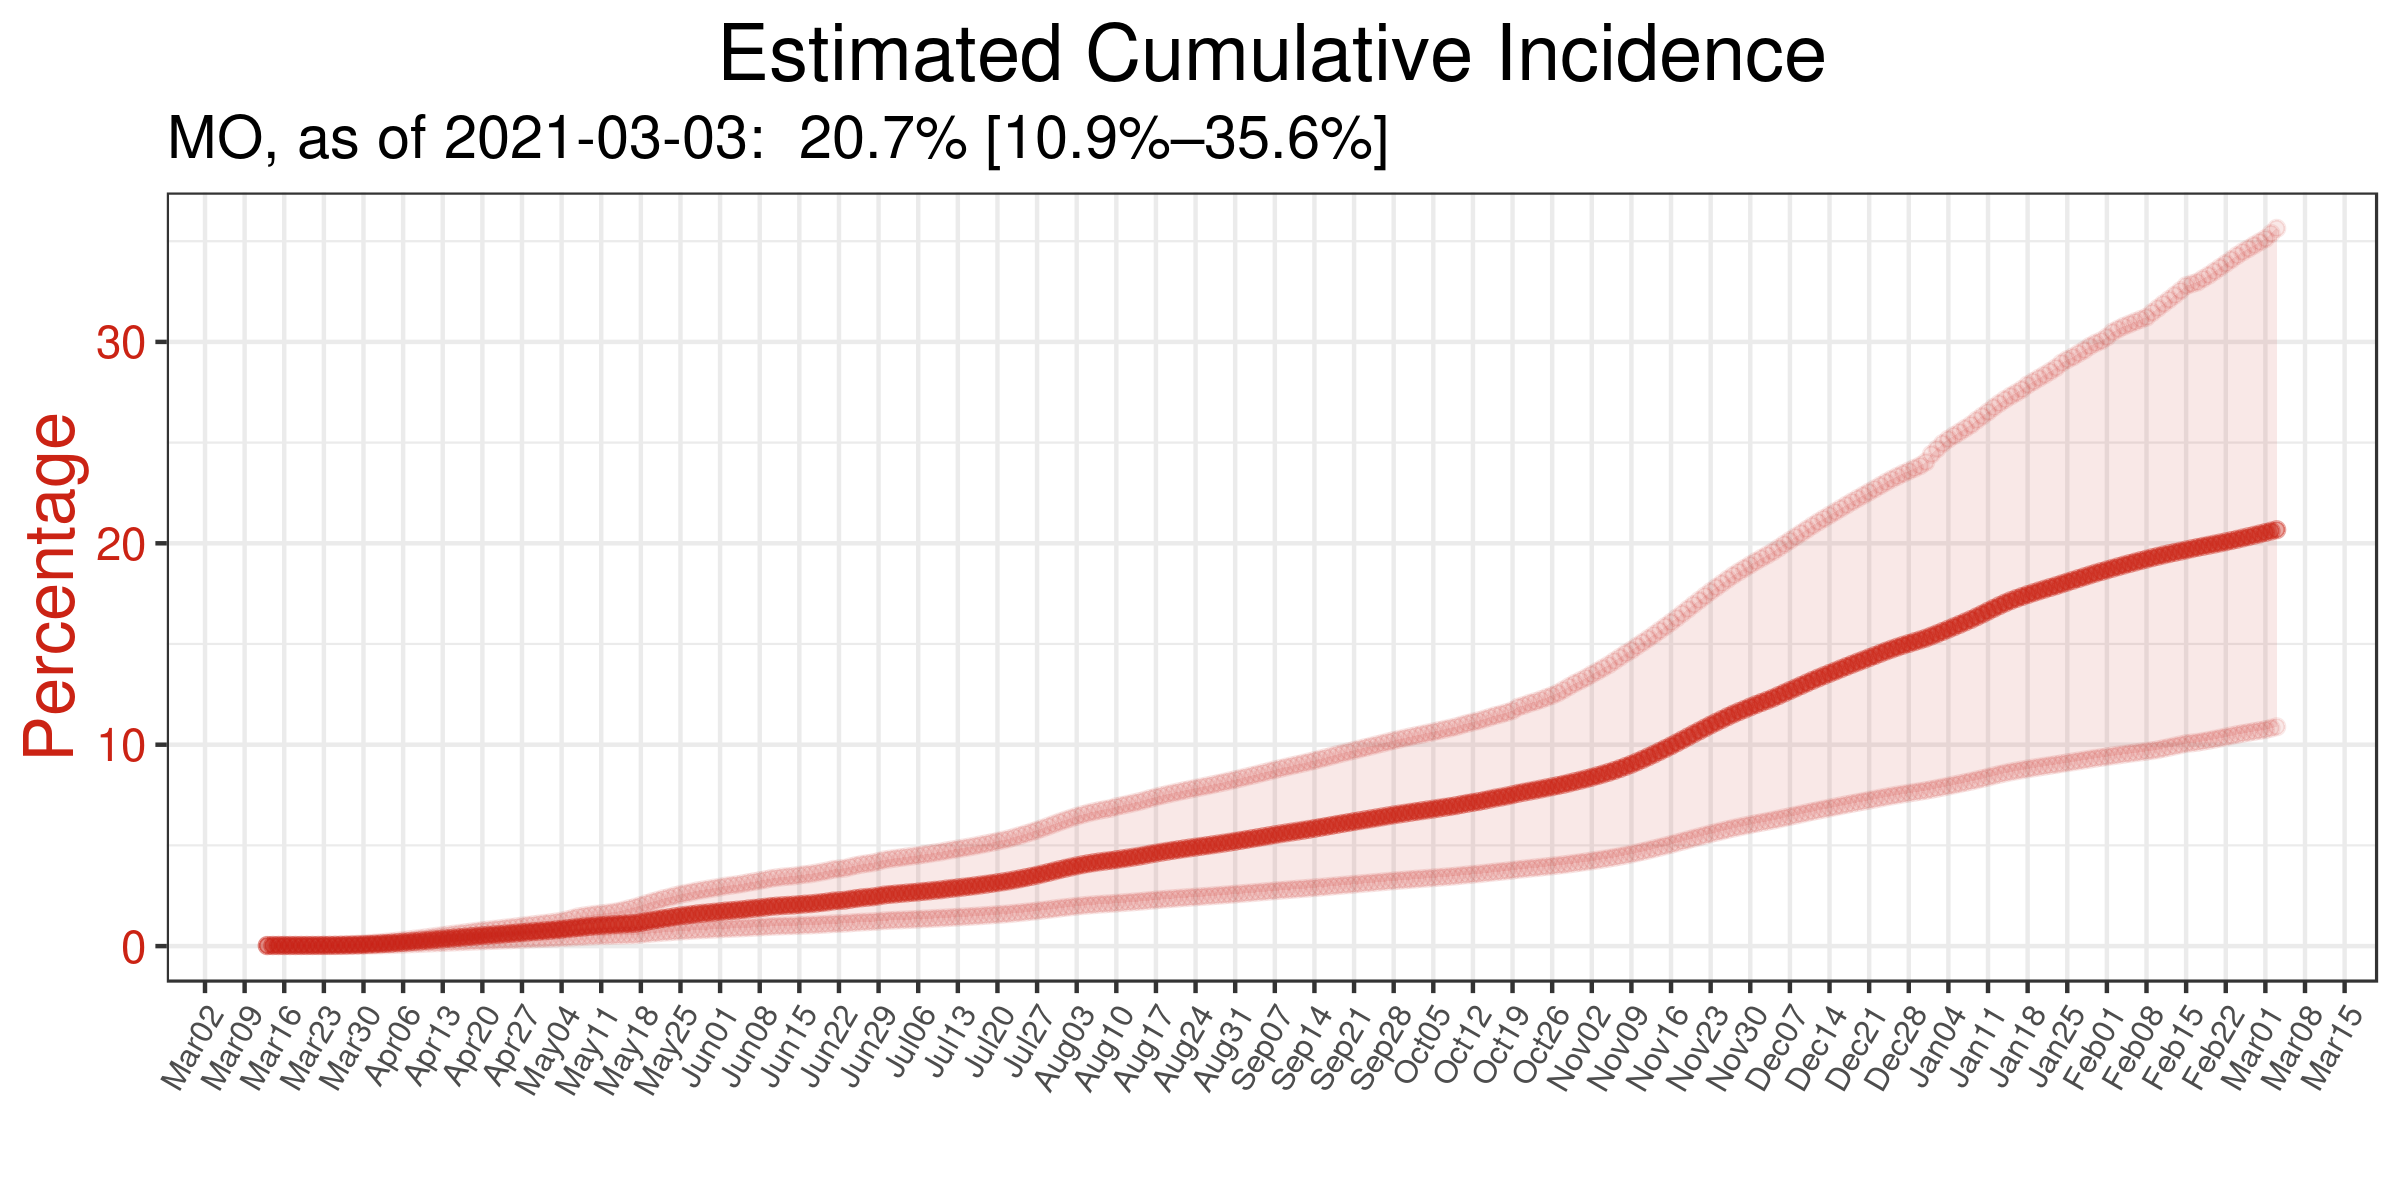 Estimated Cumulative Incidence
MO, as of 2021-03-03:  20.7% [10.9%–35.6%]
Percentage
30
20
10
0
Mar02
Mar09
Mar16
Mar23
Mar30
Apr06
Apr13
Apr20
Apr27
May04
May11
May18
May25
Jun01
Jun08
Jun15
Jun22
Jun29
Jul06
Jul13
Jul20
Jul27
Aug03
Aug10
Aug17
Aug24
Aug31
Sep07
Sep14
Sep21
Sep28
Oct05
Oct12
Oct19
Oct26
Nov02
Nov09
Nov16
Nov23
Nov30
Dec07
Dec14
Dec21
Dec28
Jan04
Jan11
Jan18
Jan25
Feb01
Feb08
Feb15
Feb22
Mar01
Mar08
Mar15